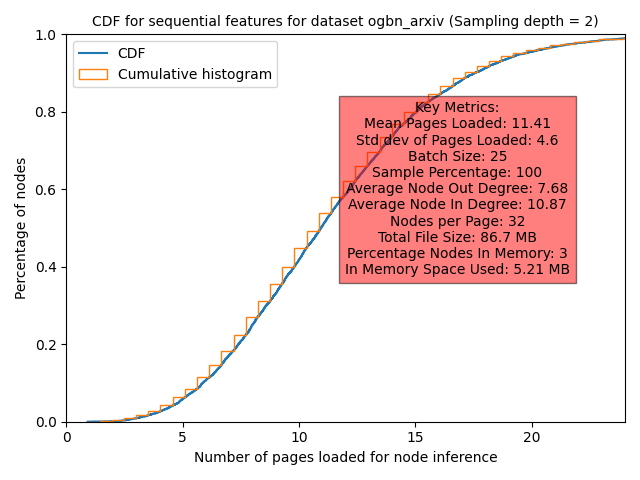 CDF for sequential features for dataset ogbn_arxiv (Sampling depth = 2)
1.0
0.8
0.6
0.4
0.2
0.0
Percentage of nodes
CDF
Cumulative histogram
Key Metrics:
Mean Pages Loaded: 11.41
Std dev of Pages Loaded: 4.6
Batch Size: 25
Sample Percentage: 100
Average Node Out Degree: 7.68
Average Node In Degree: 10.87
Nodes per Page: 32
Total File Size: 86.7 MB
Percentage Nodes In Memory: 3
In Memory Space Used: 5.21 MB
0 5 10 15 20
Number of pages loaded for node inference